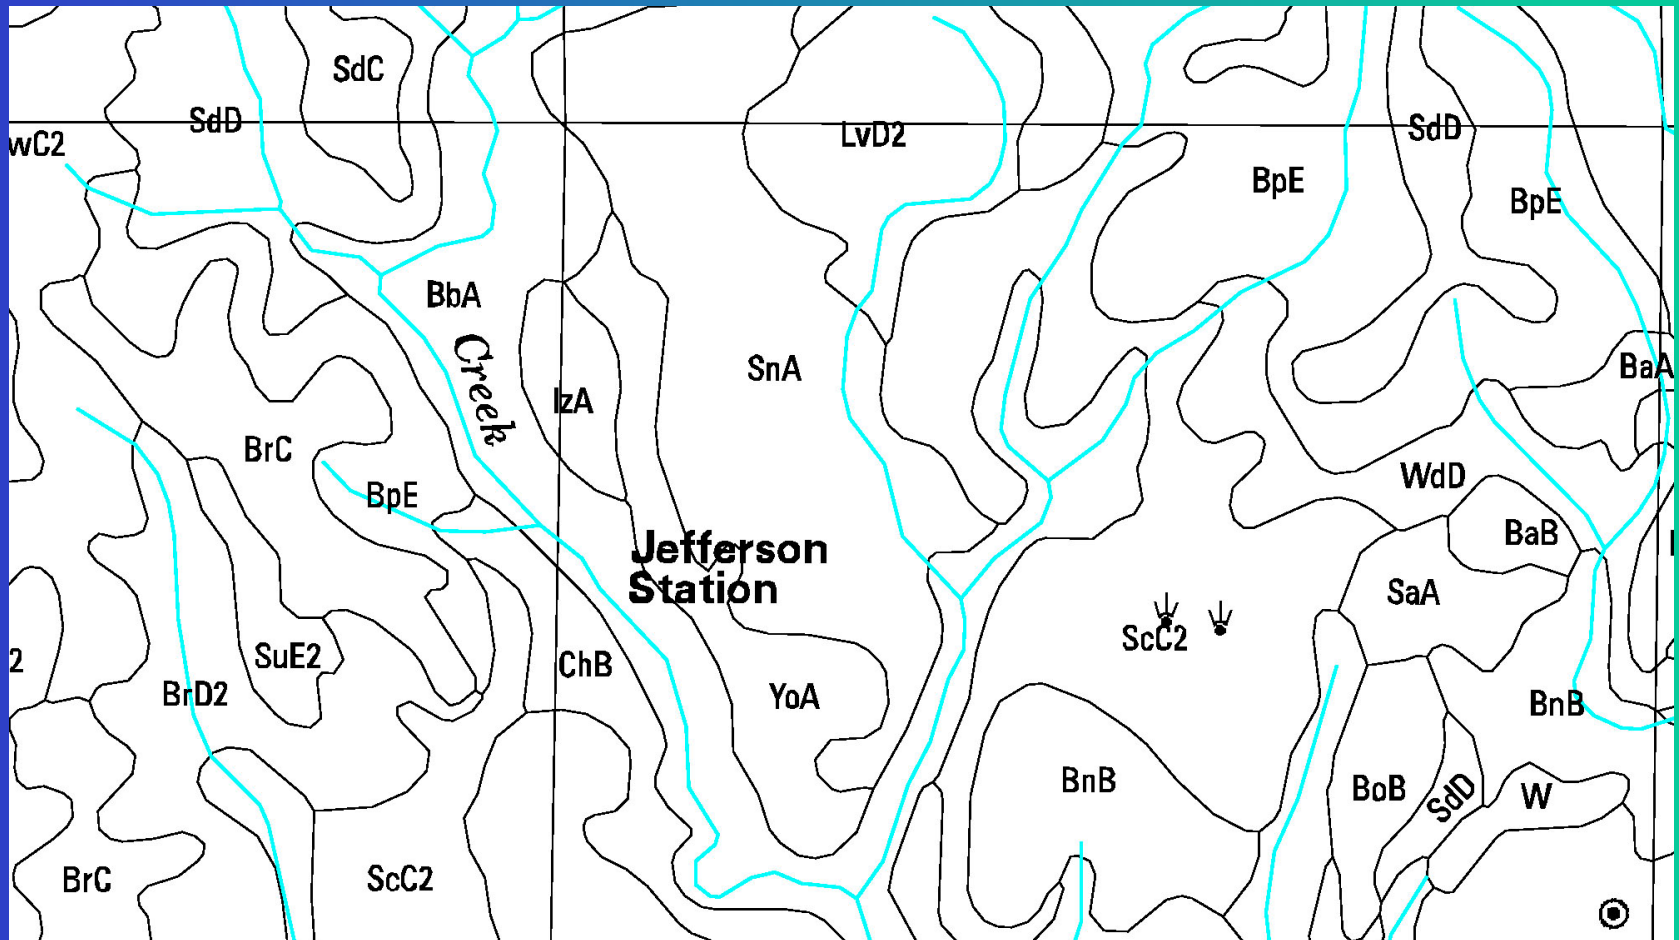 SdC
SdD
wC2
LvD2
SdD
BpE
BpE
BbA
Creek
SnA
IzA
BaA
BrC
BpE
WdD
BaB
Jefferson
Station
SaA
ScC2
SuE2
2
ChB
BrD2
YoA
BnB
BnB
BoB
SdD
W
BrC
ScC2